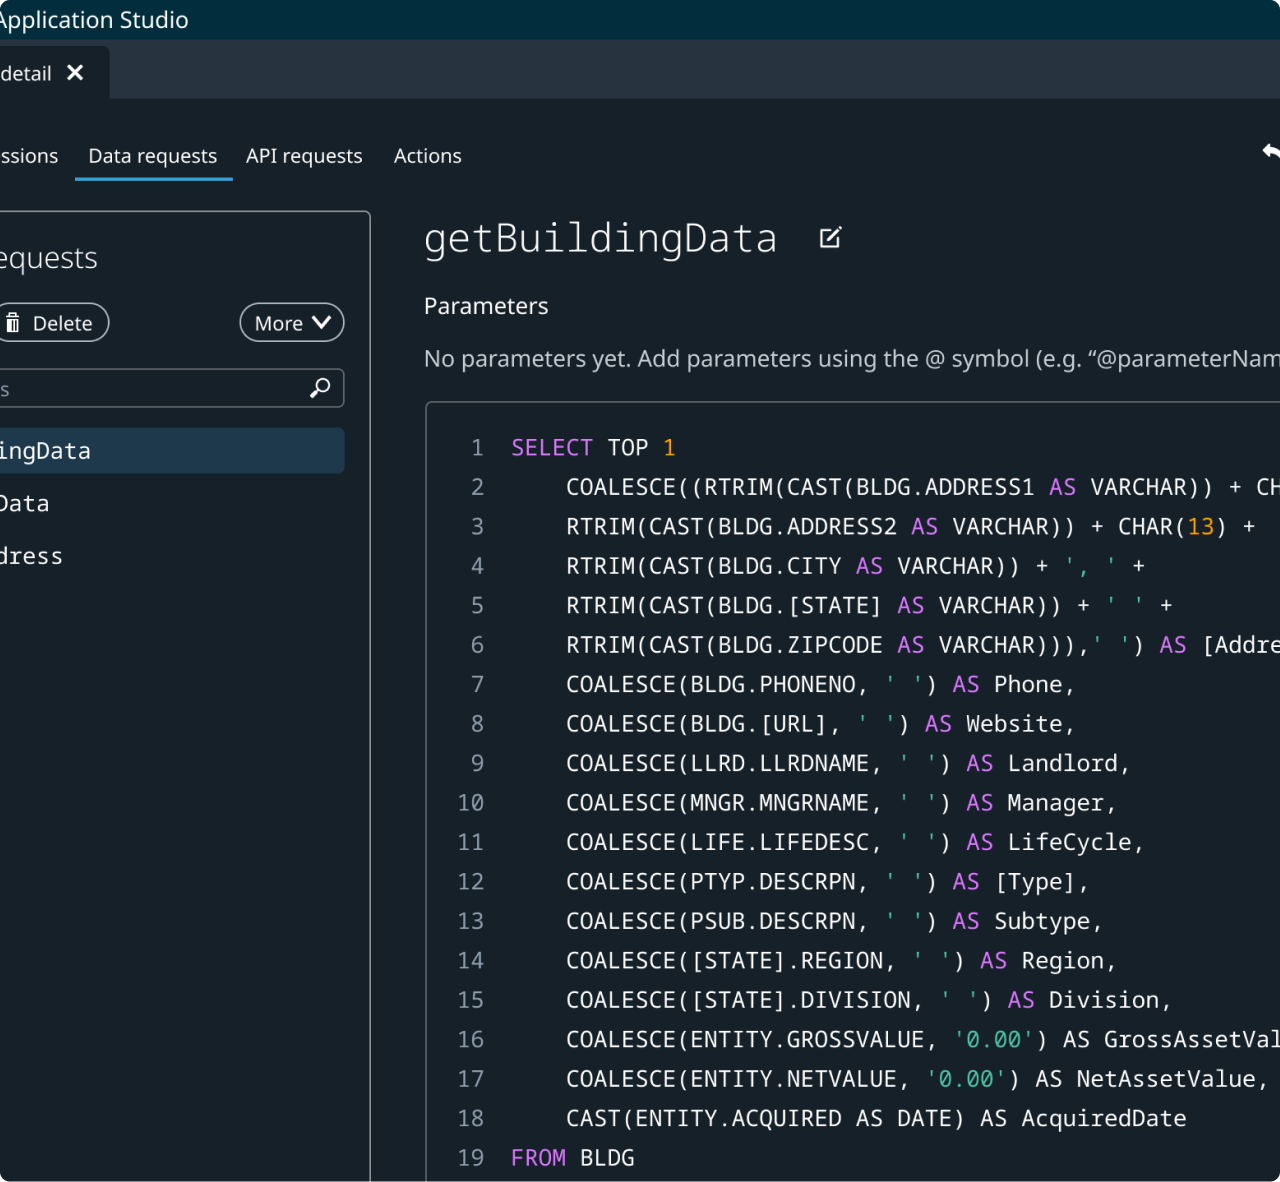 Application Studio
detail
ssions Data requests API requests Actions
equests
Delete More
s
ingData
Data
dress
getBuildingData
Parameters
No parameters yet. Add parameters using the @ symbol (e.g. “@parameterNam
1 SELECT TOP 1
2 COALESCE((RTRIM(CAST(BLDG.ADDRESS1 AS VARCHAR)) + CH
3 RTRIM(CAST(BLDG.ADDRESS2 AS VARCHAR)) + CHAR(13) +
4 RTRIM(CAST(BLDG.CITY AS VARCHAR)) + ', ' +
5 RTRIM(CAST(BLDG.[STATE] AS VARCHAR)) + ' ' +
6 RTRIM(CAST(BLDG.ZIPCODE AS VARCHAR))),' ') AS [Addre
7 COALESCE(BLDG.PHONENO, ' ') AS Phone,
8 COALESCE(BLDG.[URL], ' ') AS Website,
9 COALESCE(LLRD.LLRDNAME, ' ') AS Landlord,
10 COALESCE(MNGR.MNGRNAME, ' ') AS Manager,
11 COALESCE(LIFE.LIFEDESC, ' ') AS LifeCycle,
12 COALESCE(PTYP.DESCRPN, ' ') AS [Type],
13 COALESCE(PSUB.DESCRPN, ' ') AS Subtype,
14 COALESCE([STATE].REGION, ' ') AS Region,
15 COALESCE([STATE].DIVISION, ' ') AS Division,
16 COALESCE(ENTITY.GROSSVALUE, '0.00') AS GrossAssetVal
17 COALESCE(ENTITY.NETVALUE, '0.00') AS NetAssetValue,
18 CAST(ENTITY.ACQUIRED AS DATE) AS AcquiredDate
19 FROM BLDG